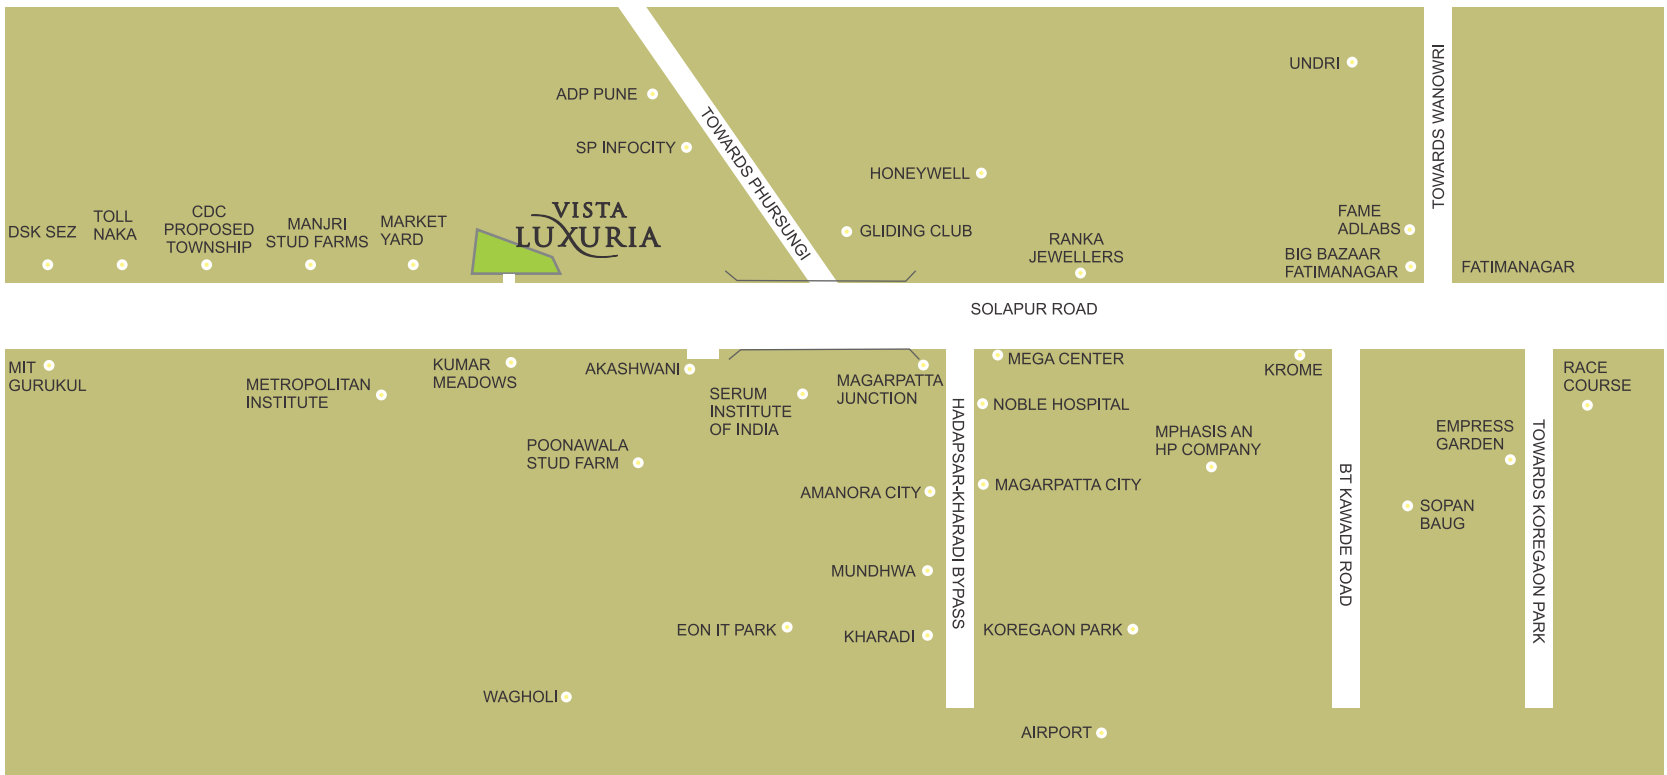 UNDRI
TOWARDS WANOWRI
ADP PUNE
TOWARDS PHURSUNGI
SP INFOCITY
HONEYWELL
DSK SEZ
TOLL
NAKA
CDC
PROPOSED
TOWNSHIP
MANJRI
STUD FARMS
MARKET
YARD
VISTA
LUXURIA
GLIDING CLUB
RANKA
JEWELLERS
FAME
ADLABS
BIG BAZAAR
FATIMANAGAR
FATIMANAGAR
SOLAPUR ROAD
MIT
GURUKUL
METROPOLITAN
INSTITUTE
KUMAR
MEADOWS
AKASHWANI
SERUM
INSTITUTE
OF INDIA
MAGARPATTA
JUNCTION
MEGA CENTER
KROME
RACE
COURSE
NOBLE HOSPITAL
HADAPSAR-KHARADI BYPASS
POONAWALA
STUD FARM
MPHASIS AN
HP COMPANY
EMPRESS
GARDEN
BT KAWADE ROAD
TOWARDS KOREGAON PARK
AMANORA CITY
MAGARPATTA CITY
SOPAN
BAUG
MUNDHWA
EON IT PARK
KHARADI
KOREGAON PARK
WAGHOLI
AIRPORT